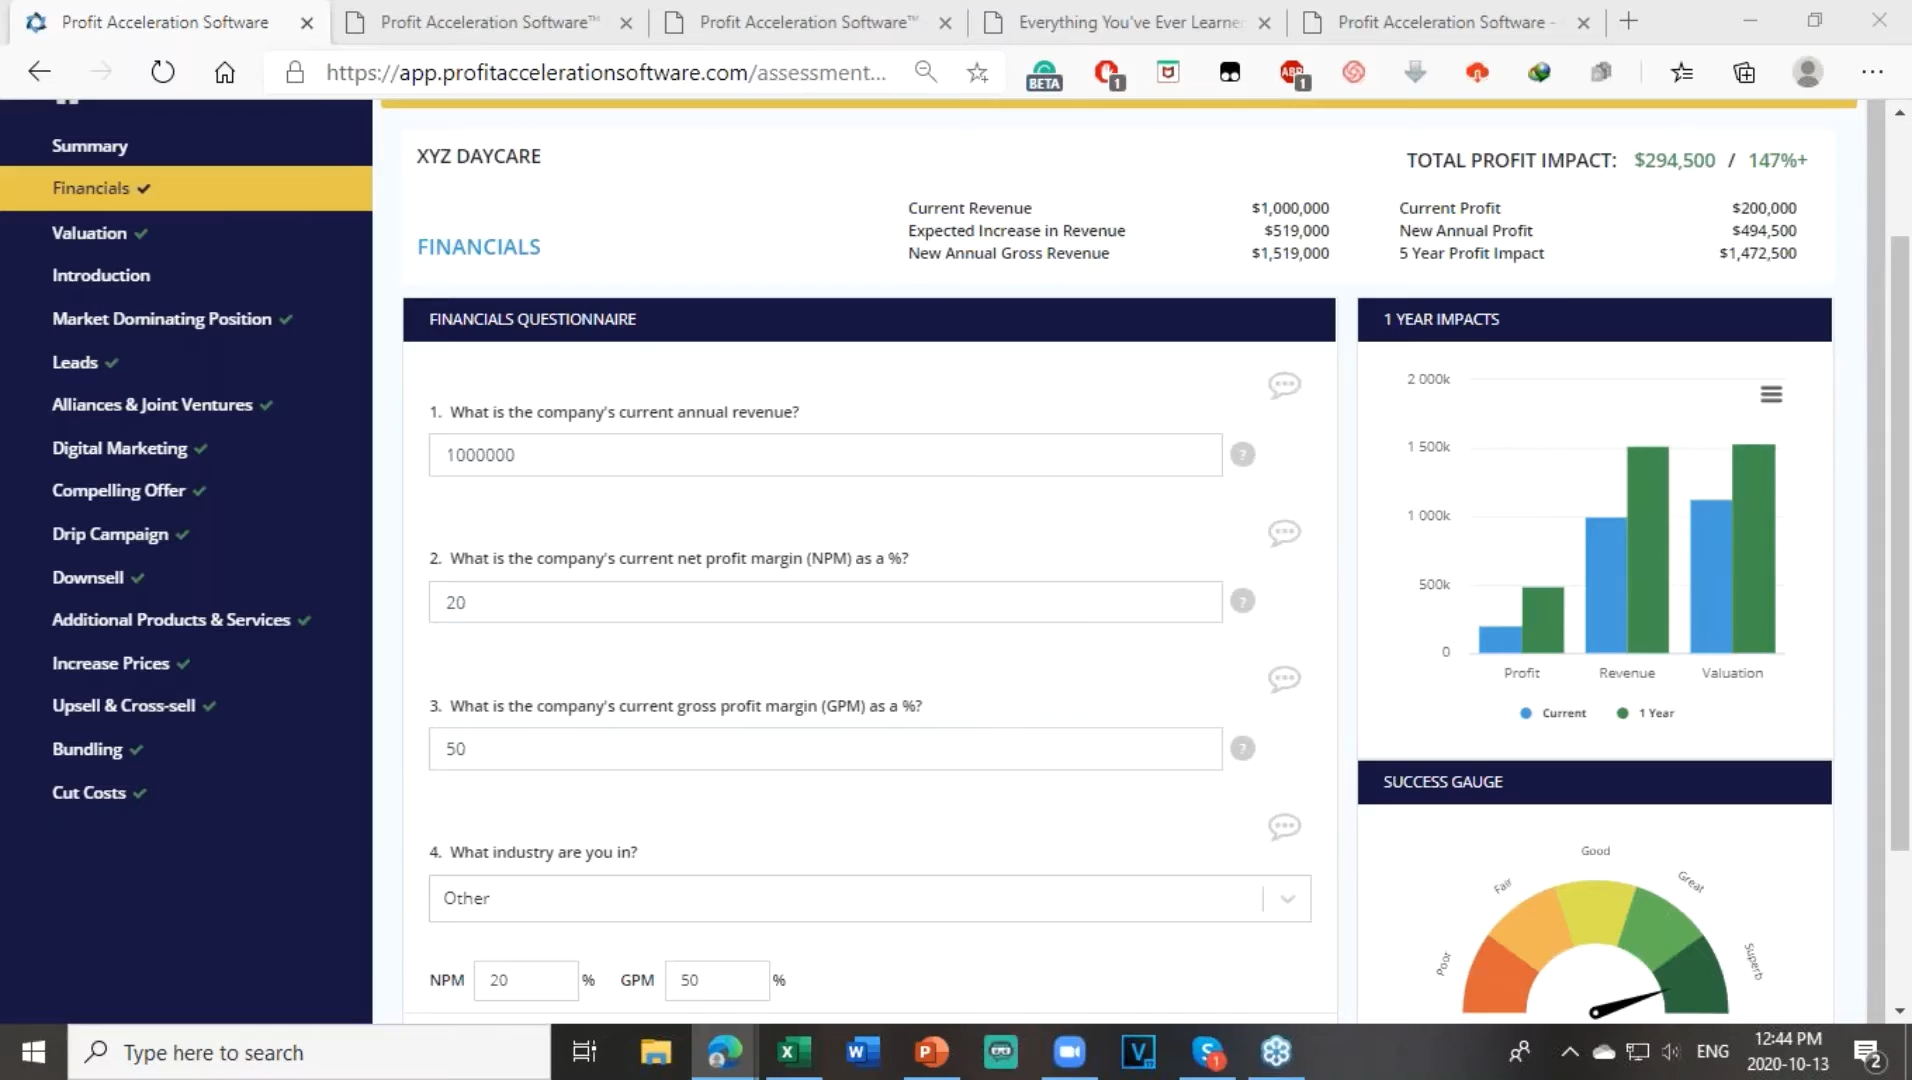 Profit Acceleration Software
Profit Acceleration Software™
Profit Acceleration Software™
Everything You've Ever Learne
Profit Acceleration Software -
https://app.profitaccelerationsoftware.com/assessment...
BETA
1
ABP
1
Summary
Financials
Valuation
Introduction
Market Dominating Position
Leads
Alliances & Joint Ventures
Digital Marketing
Compelling Offer
Drip Campaign
Downsell
Additional Products & Services
Increase Prices
Upsell & Cross-sell
Bundling
Cut Costs
XYZ DAYCARE
TOTAL PROFIT IMPACT: $294,500 / 147%+
FINANCIALS
Current Revenue $1,000,000
Expected Increase in Revenue $519,000
New Annual Gross Revenue $1,519,000
Current Profit $200,000
New Annual Profit $494,500
5 Year Profit Impact $1,472,500
FINANCIALS QUESTIONNAIRE
1. What is the company's current annual revenue?
1000000
?
2. What is the company's current net profit margin (NPM) as a %?
20
?
3. What is the company's current gross profit margin (GPM) as a %?
50
?
4. What industry are you in?
Other
NPM 20 % GPM 50 %
1 YEAR IMPACTS
2 000k
1 500k
1 000k
500k
0
Profit Revenue Valuation
Current 1 Year
SUCCESS GAUGE
Poor
Fair
Good
Great
Superb
Type here to search
X
W
P
V
S
1
ENG
12:44 PM
2020-10-13
2